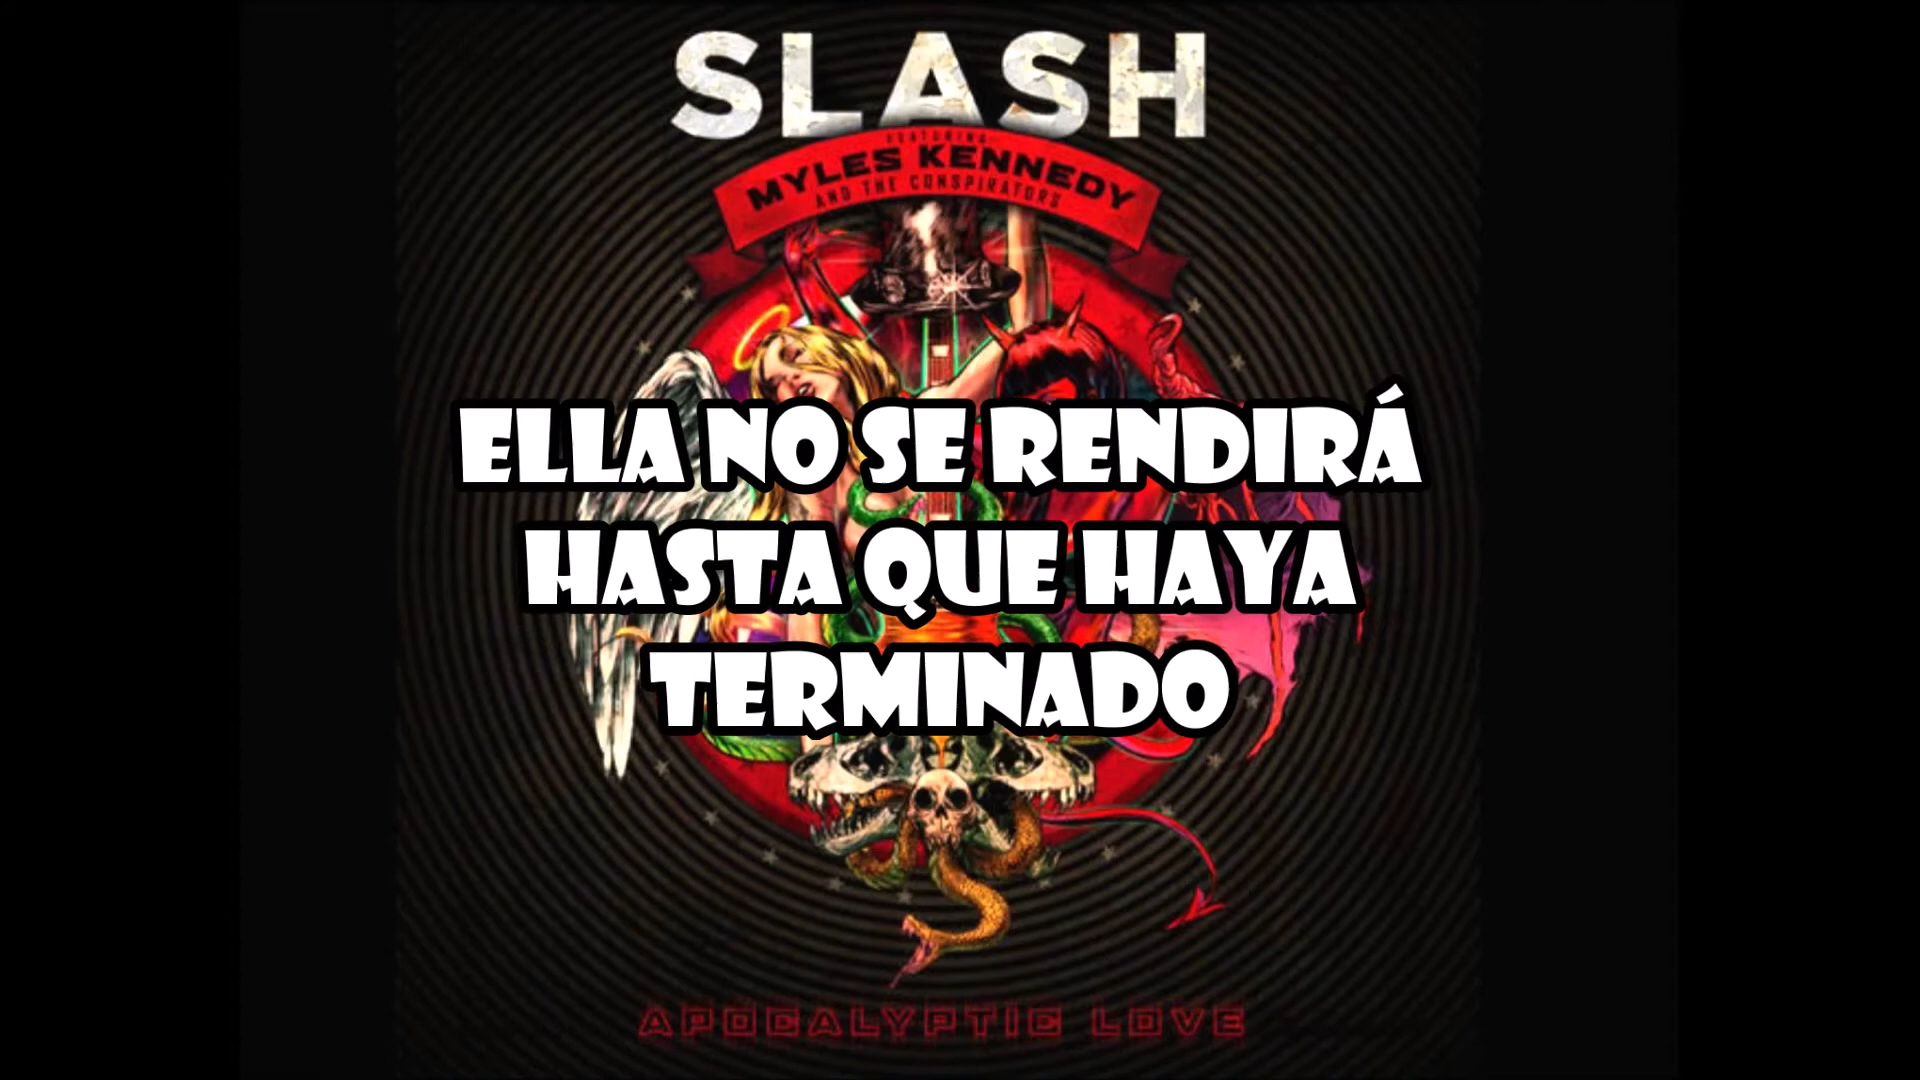 SLASH
FEATURING
MYLES KENNEDY
AND THE CONSPIRATORS
ELLA NO SE RENDIRÁ
HASTA QUE HAYA
TERMINADO
APOCALYPTIC LOVE